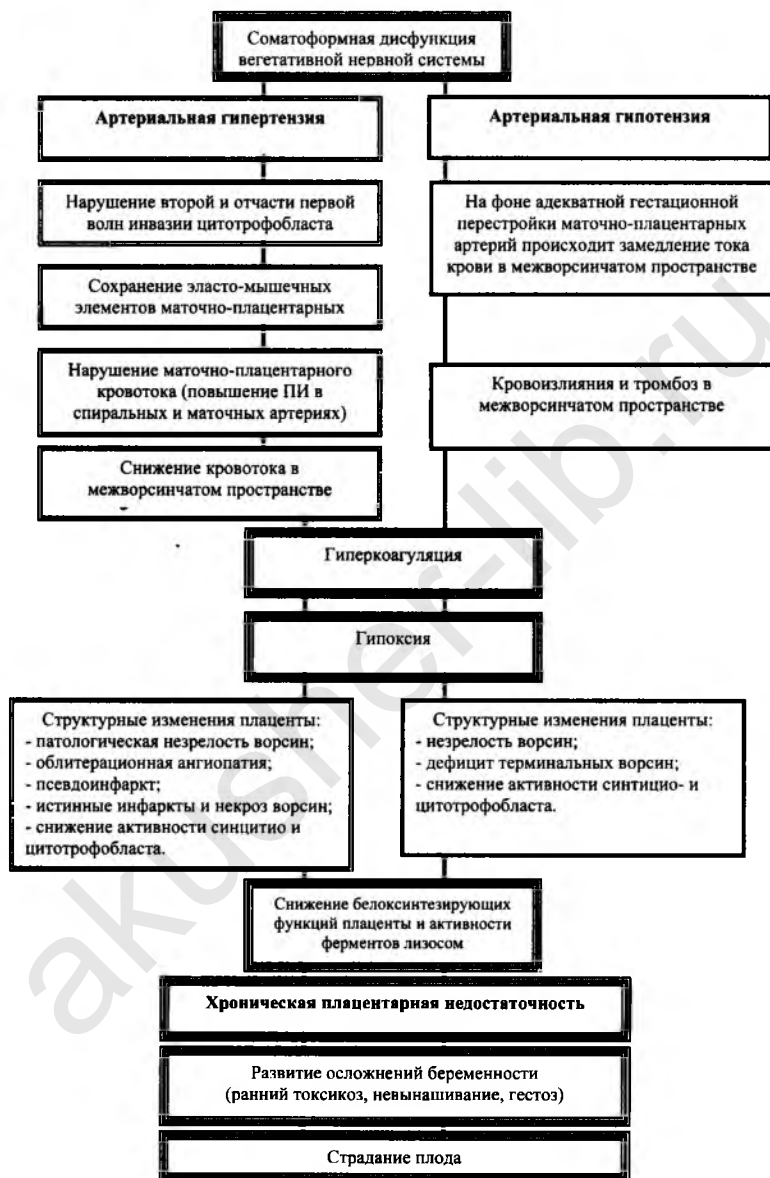 Соматоформная дисфункция
вегетативной нервной системы
Артериальная гипертензия
Артериальная гипотензия
Нарушение второй и отчасти первой
волн инвазии цитотрофобласта
На фоне адекватной гестационной
перестройки маточно-плацентарных
артерий происходит замедление тока
крови в межворсинчатом пространстве
Сохранение эласто-мышечных
элементов маточно-плацентарных
Нарушение маточно-плацентарного
кровотока (повышение ПИ в
спиральных и маточных артериях)
Кровоизлияния и тромбоз в
межворсинчатом пространстве
Снижение кровотока в
межворсинчатом пространстве
Гиперкоагуляция
Гипоксия
Структурные изменения плаценты:
- патологическая незрелость ворсин;
- облитерационная ангиопатия;
- псевдоинфаркт;
- истинные инфаркты и некроз ворсин;
- снижение активности синцитио и
цитотрофобласта.
Структурные изменения плаценты:
- незрелость ворсин;
- дефицит терминальных ворсин;
- снижение активности синтицио- и
цитотрофобласта.
Снижение белоксинтезирующих
функций плаценты и активности
ферментов лизосом
Хроническая плацентарная недостаточность
Развитие осложнений беременности
(ранний токсикоз, невынашивание, гестоз)
Страдание плода
akusher-lib.ru